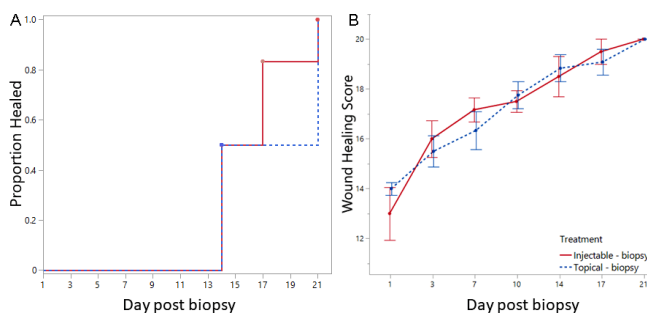 A
Proportion Healed
1.0
0.8
0.6
0.4
0.2
0
1 3 5 7 9 11 13 15 17 19 21
Day post biopsy
B
Wound Healing Score
20
18
16
14
12
1 3 7 10 14 17 21
Day post biopsy
Treatment
Injectable - biopsy
Topical - biopsy